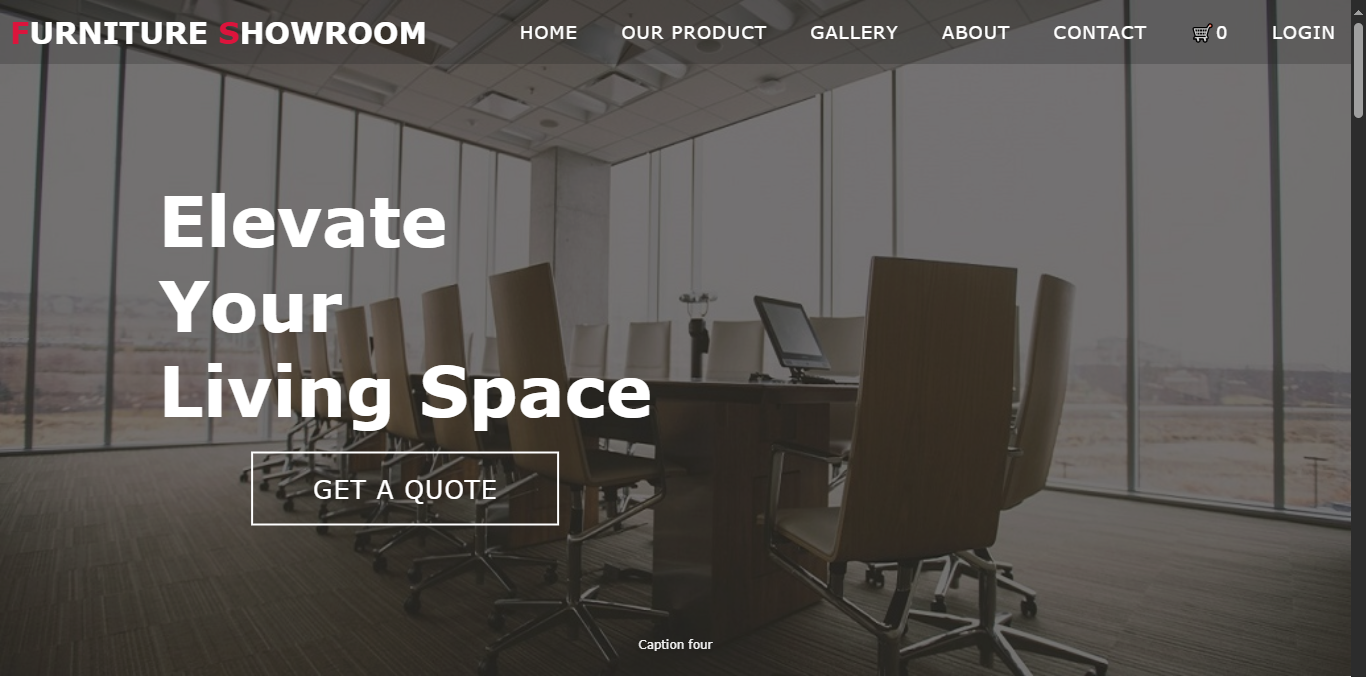 FURNITURE SHOWROOM
HOME OUR PRODUCT GALLERY ABOUT CONTACT 0 LOGIN
Elevate
Your
Living Space
GET A QUOTE
Caption four